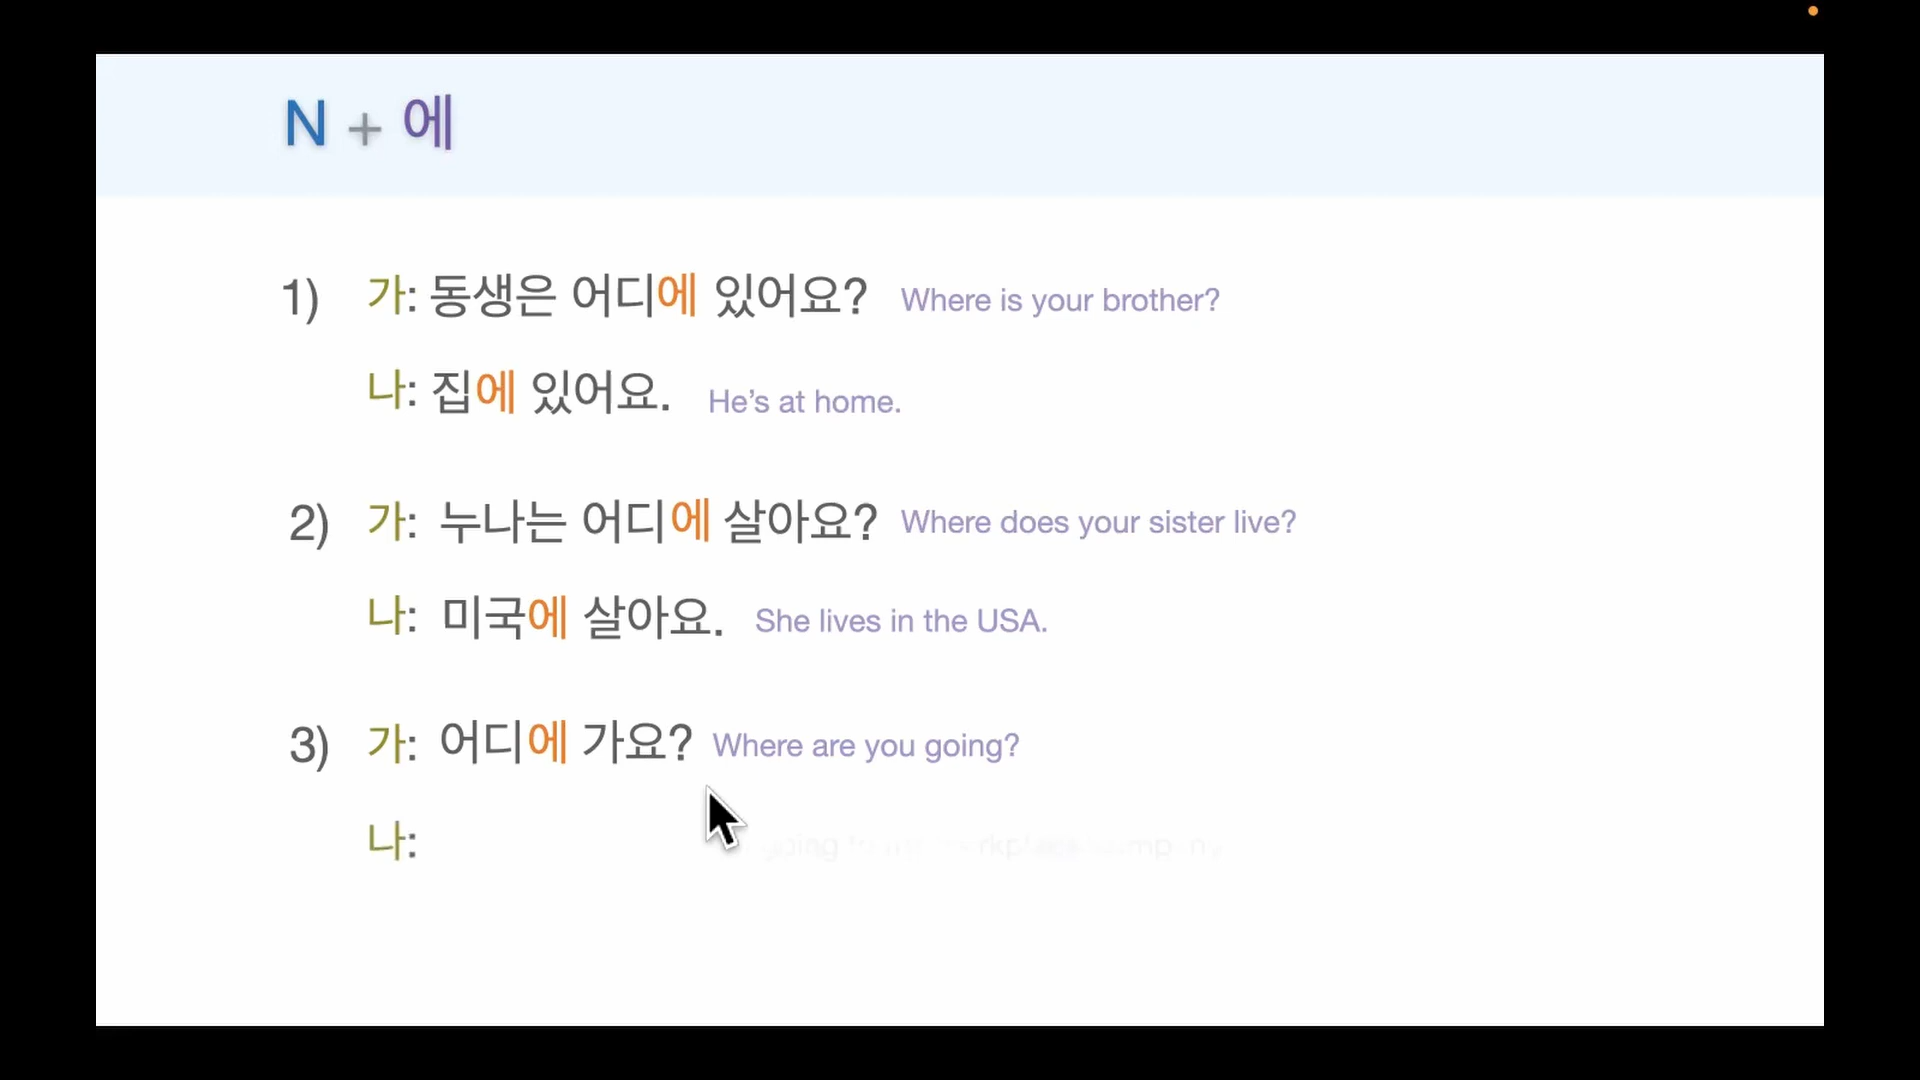 N + 에
1) 가: 동생은 어디에 있어요? Where is your brother?
나: 집에 있어요. He's at home.
2) 가: 누나는 어디에 살아요? Where does your sister live?
나: 미국에 살아요. She lives in the USA.
3) 가: 어디에 가요? Where are you going?
나: